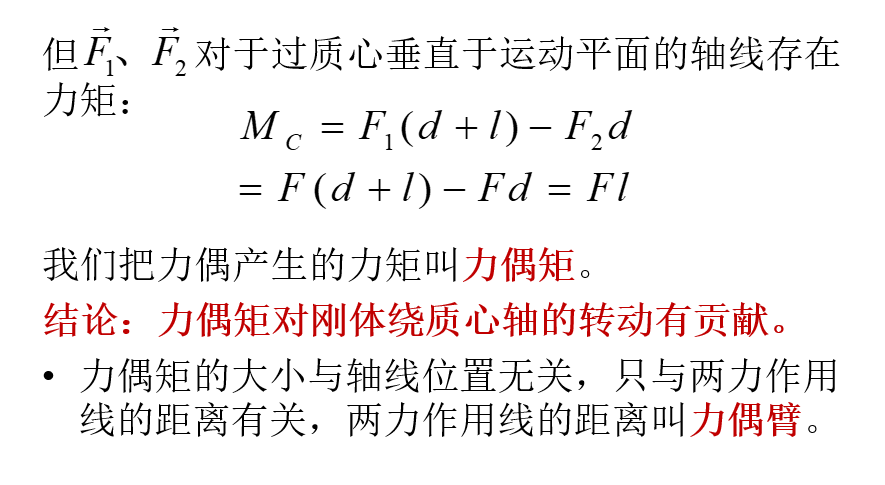 但 $\vec{F}_1$、$\vec{F}_2$ 对于过质心垂直于运动平面的轴线存在
力矩：
$M_C = F_1(d + l) - F_2 d$
$= F(d + l) - Fd = Fl$
我们把力偶产生的力矩叫力偶矩。
结论：力偶矩对刚体绕质心轴的转动有贡献。
• 力偶矩的大小与轴线位置无关，只与两力作用
线的距离有关，两力作用线的距离叫力偶臂。